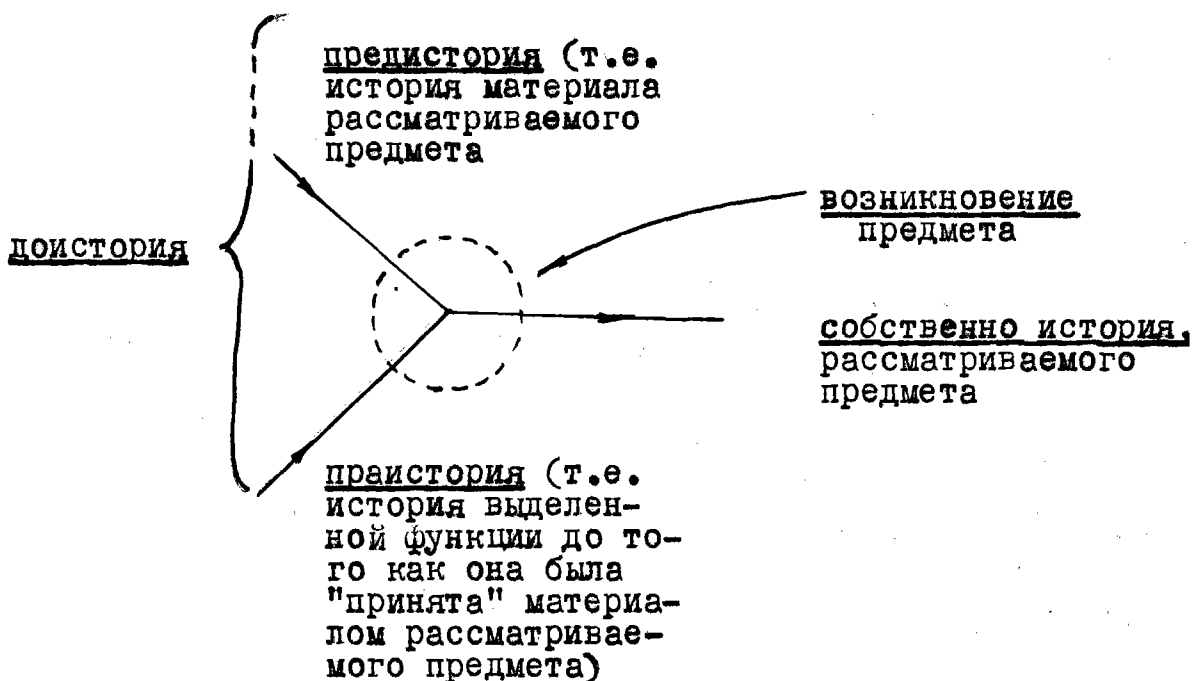 предистория (т.е.
история материала
рассматриваемого
предмета
доистория
возникновение
предмета
собственно история,
рассматриваемого
предмета
праистория (т.е.
история выделен-
ной функции до то-
го как она была
"принята" материа-
лом рассматривае-
мого предмета)